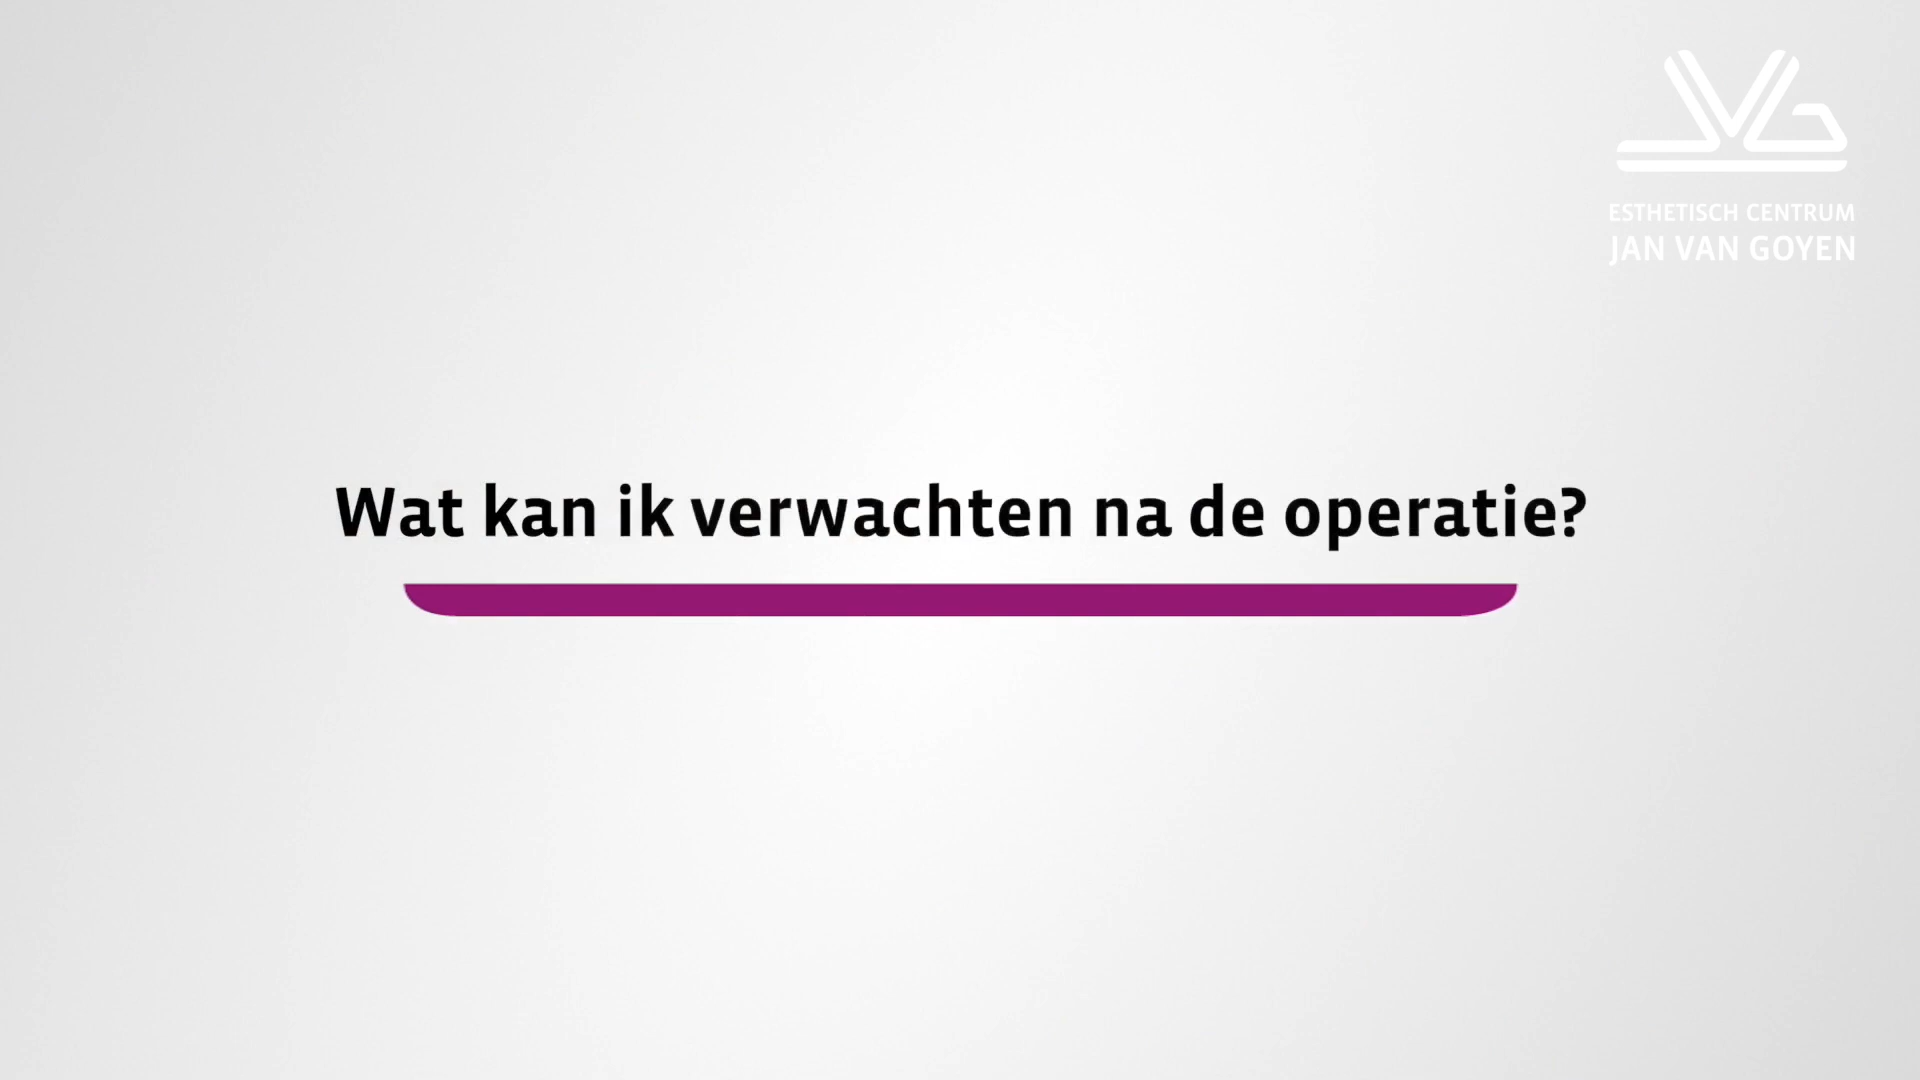 ESTHETISCH CENTRUM
JAN VAN GOYEN
Wat kan ik verwachten na de operatie?